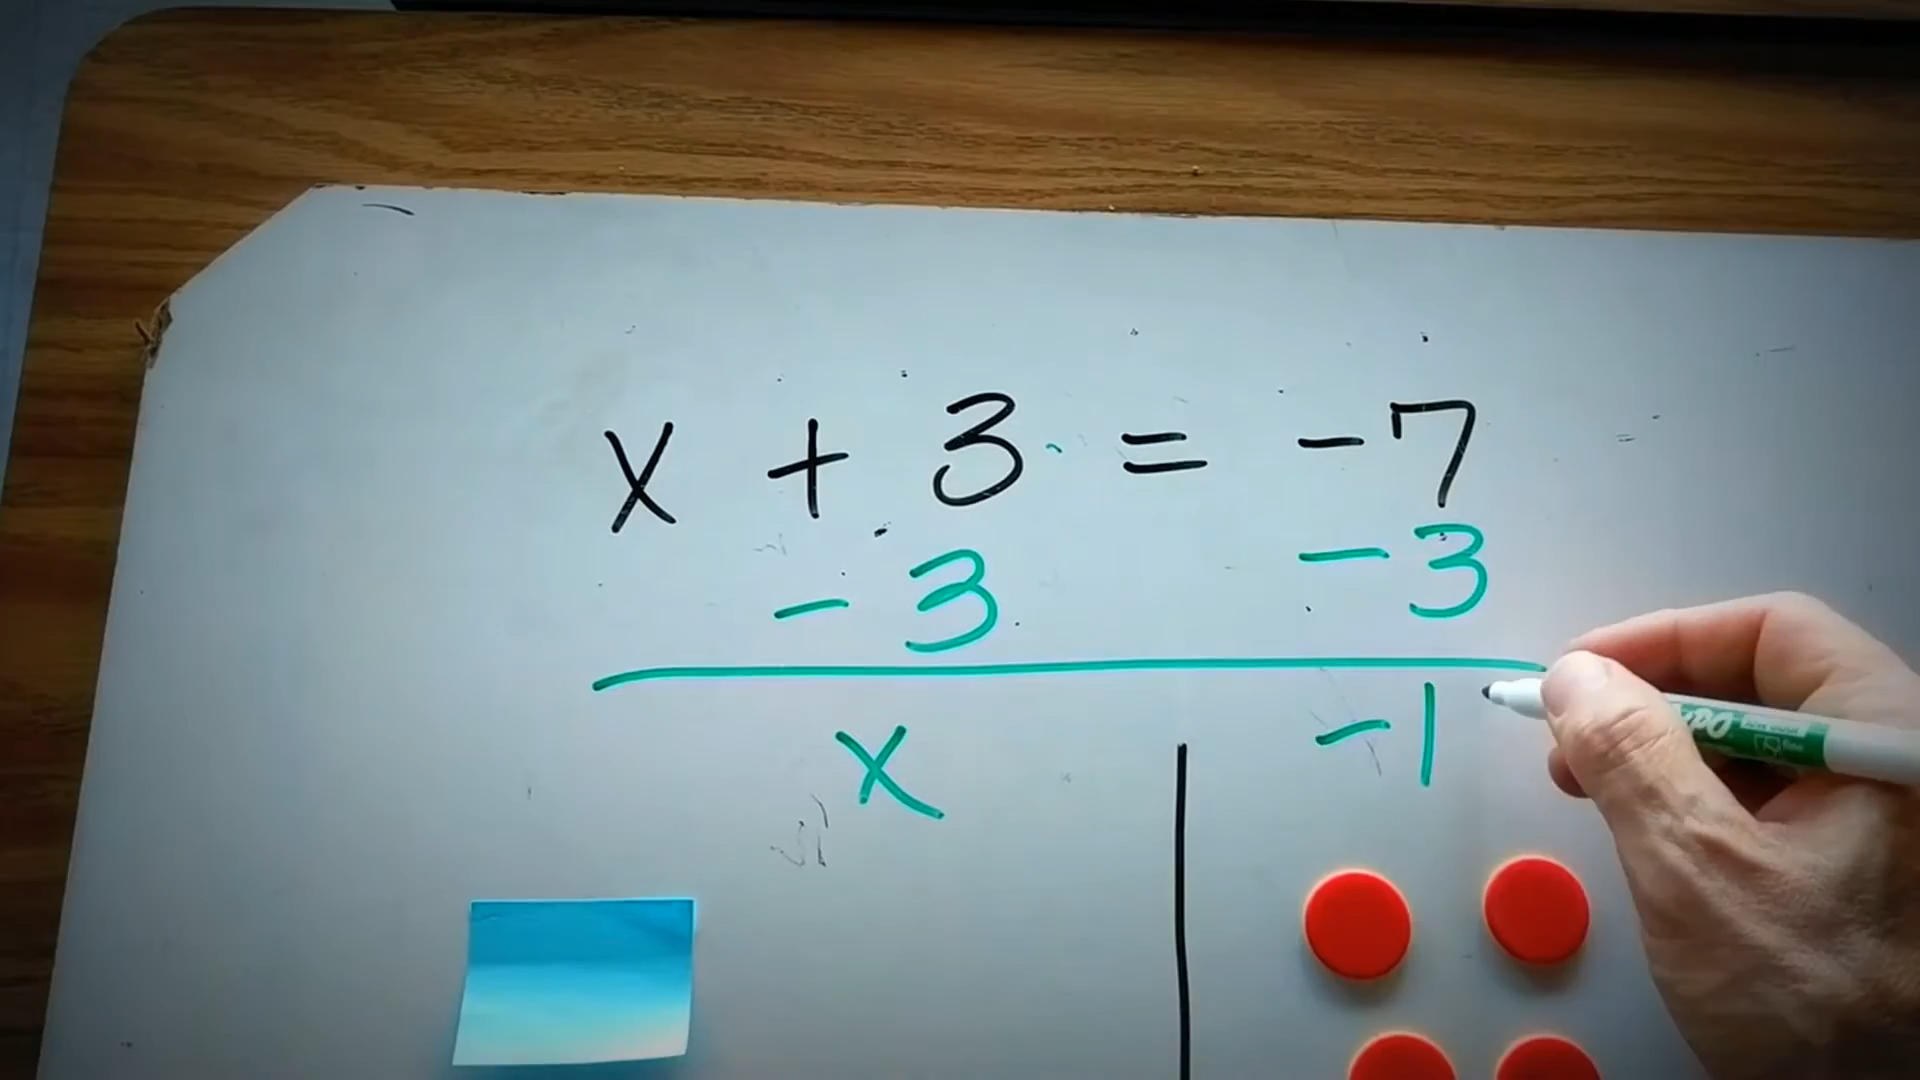 x + 3 = -7
- 3 - 3
x -1